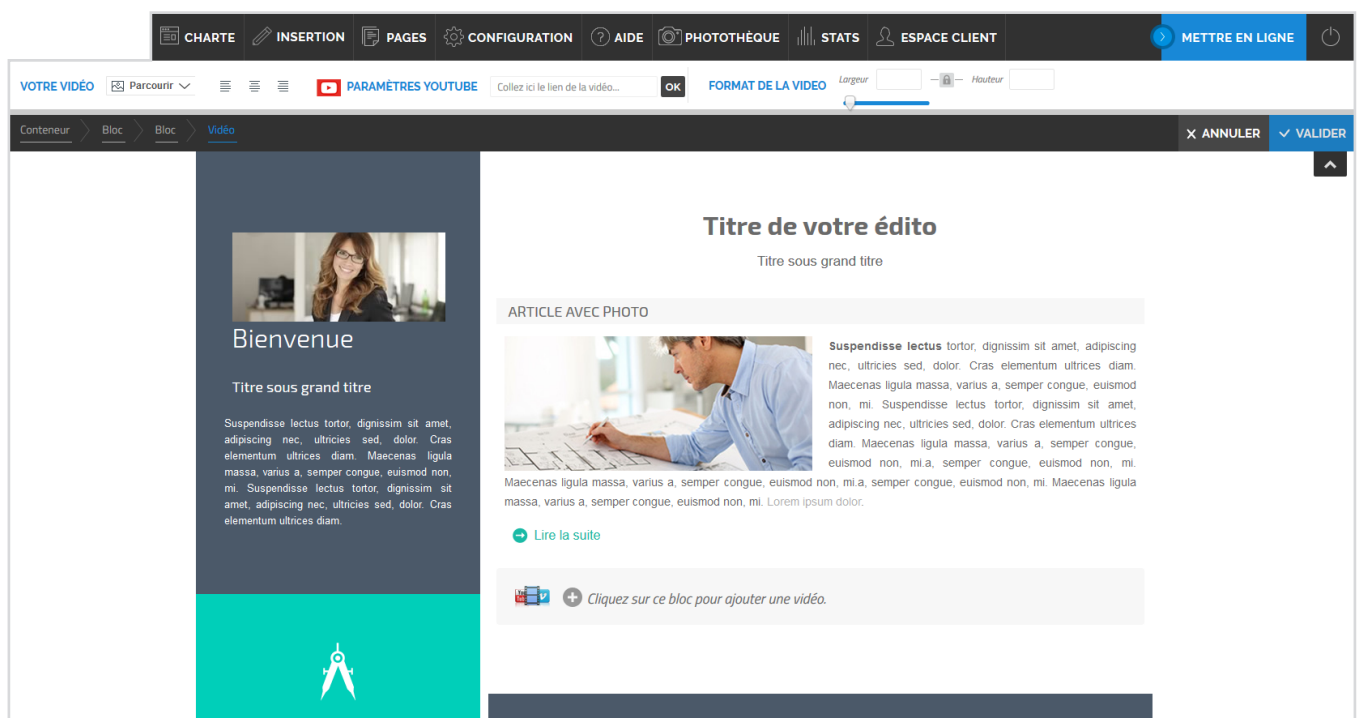 CHARTE INSERTION PAGES CONFIGURATION AIDE PHOTOTHÈQUE STATS ESPACE CLIENT METTRE EN LIGNE
VOTRE VIDÉO Parcourir PARAMÈTRES YOUTUBE Collez ici le lien de la vidéo... OK FORMAT DE LA VIDEO Largeur Hauteur
Conteneur Bloc Bloc Vidéo ANNULER VALIDER
Bienvenue
Titre sous grand titre
Suspendisse lectus tortor, dignissim sit amet,
adipiscing nec, ultricies sed, dolor. Cras
elementum ultrices diam. Maecenas ligula
massa, varius a, semper congue, euismod non,
mi. Suspendisse lectus tortor, dignissim sit
amet, adipiscing nec, ultricies sed, dolor. Cras
elementum ultrices diam.
Titre de votre édito
Titre sous grand titre
ARTICLE AVEC PHOTO
Suspendisse lectus tortor, dignissim sit amet, adipiscing
nec, ultricies sed, dolor. Cras elementum ultrices diam.
Maecenas ligula massa, varius a, semper congue, euismod
non, mi. Suspendisse lectus tortor, dignissim sit amet,
adipiscing nec, ultricies sed, dolor. Cras elementum ultrices
diam. Maecenas ligula massa, varius a, semper congue,
euismod non, mi.a, semper congue, euismod non, mi.
Maecenas ligula massa, varius a, semper congue, euismod non, mi.a, semper congue, euismod non, mi. Maecenas ligula
massa, varius a, semper congue, euismod non, mi. Lorem ipsum dolor.
Lire la suite
Cliquez sur ce bloc pour ajouter une vidéo.